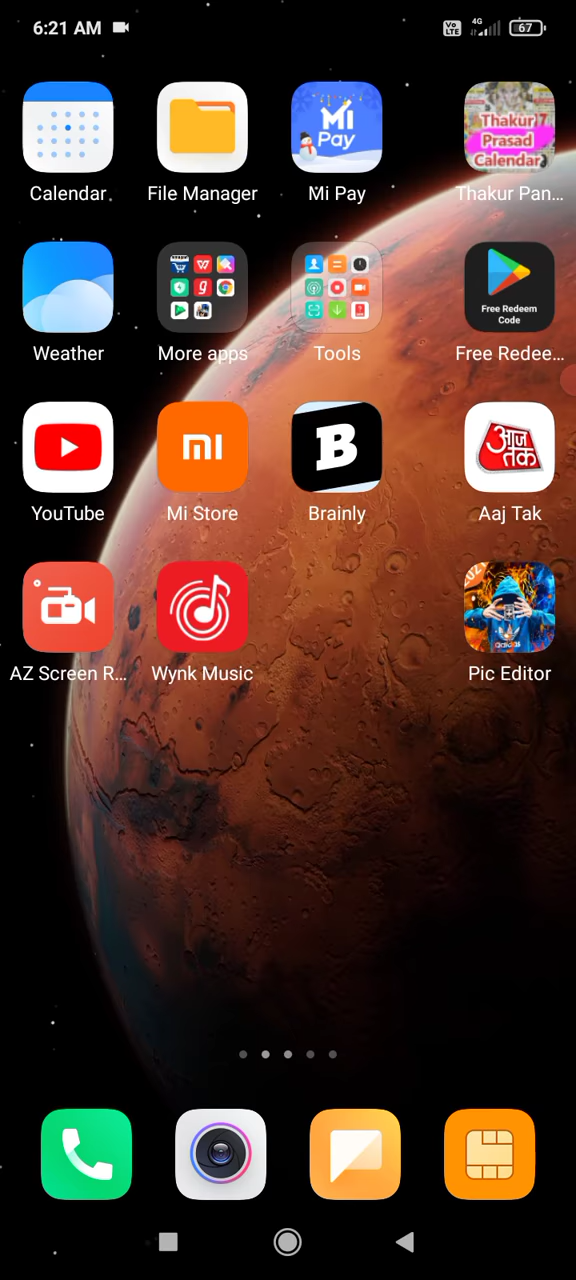 6:21 AM
Vo LTE
4G
67
Calendar
File Manager
Mi Pay
Mi Pay
Thakur
Prasad
Calendar
Thakur Pan...
Weather
More apps
Tools
Free Redeem
Code
Free Redee...
YouTube
mi
Mi Store
B
Brainly
आज
तक
Aaj Tak
AZ Screen R...
Wynk Music
adidas
Pic Editor